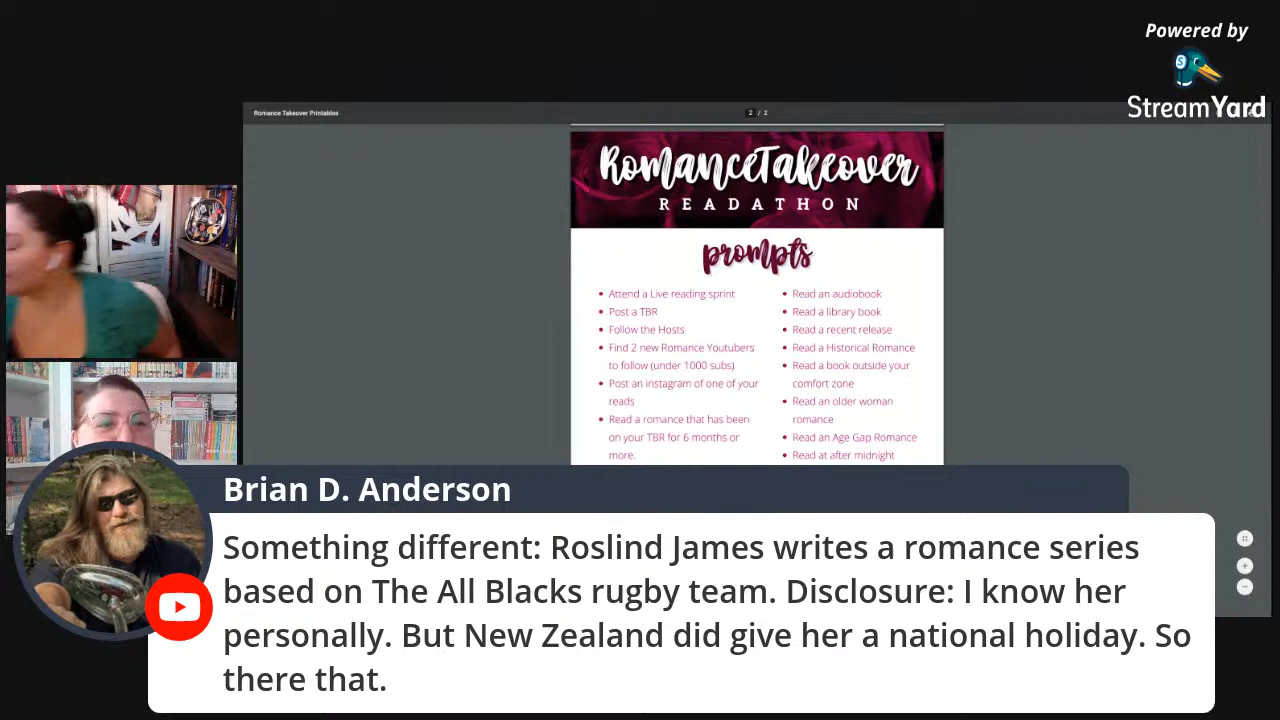 Powered by
StreamYard
Romance Takeover Printables
2 / 2
RomanceTakeover
READATHON
prompts
Attend a Live reading sprint
Post a TBR
Follow the Hosts
Find 2 new Romance Youtubers
to follow (under 1000 subs)
Post an instagram of one of your
reads
Read a romance that has been
on your TBR for 6 months or
more.
Read an audiobook
Read a library book
Read a recent release
Read a Historical Romance
Read a book outside your
comfort zone
Read an older woman
romance
Read an Age Gap Romance
Read at after midnight
Brian D. Anderson
Something different: Roslind James writes a romance series
based on The All Blacks rugby team. Disclosure: I know her
personally. But New Zealand did give her a national holiday. So
there that.